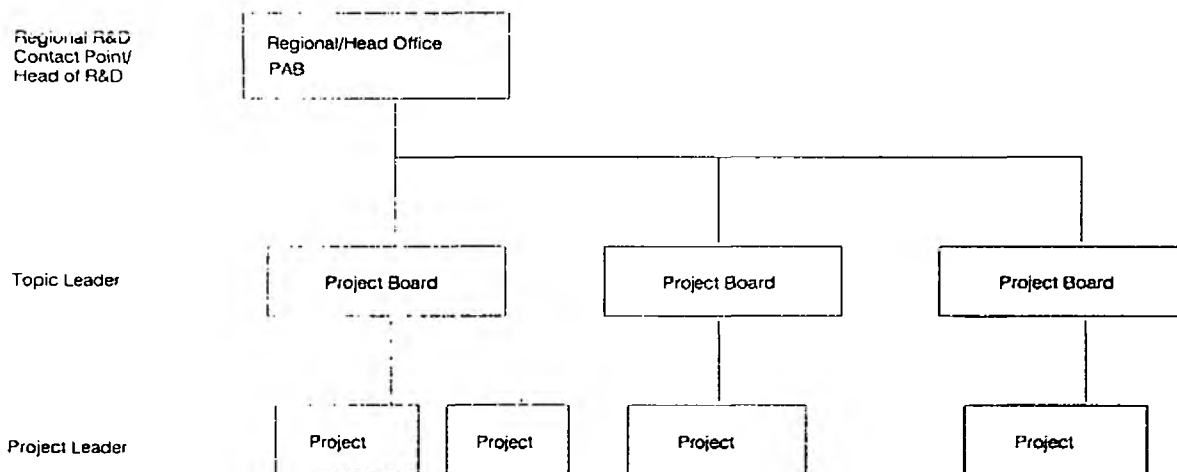 Regional R&D
Contact Point/
Head of R&D
Regional/Head Office
PAB
Topic Leader
Project Board
Project Board
Project Board
Project Leader
Project
Project
Project
Project